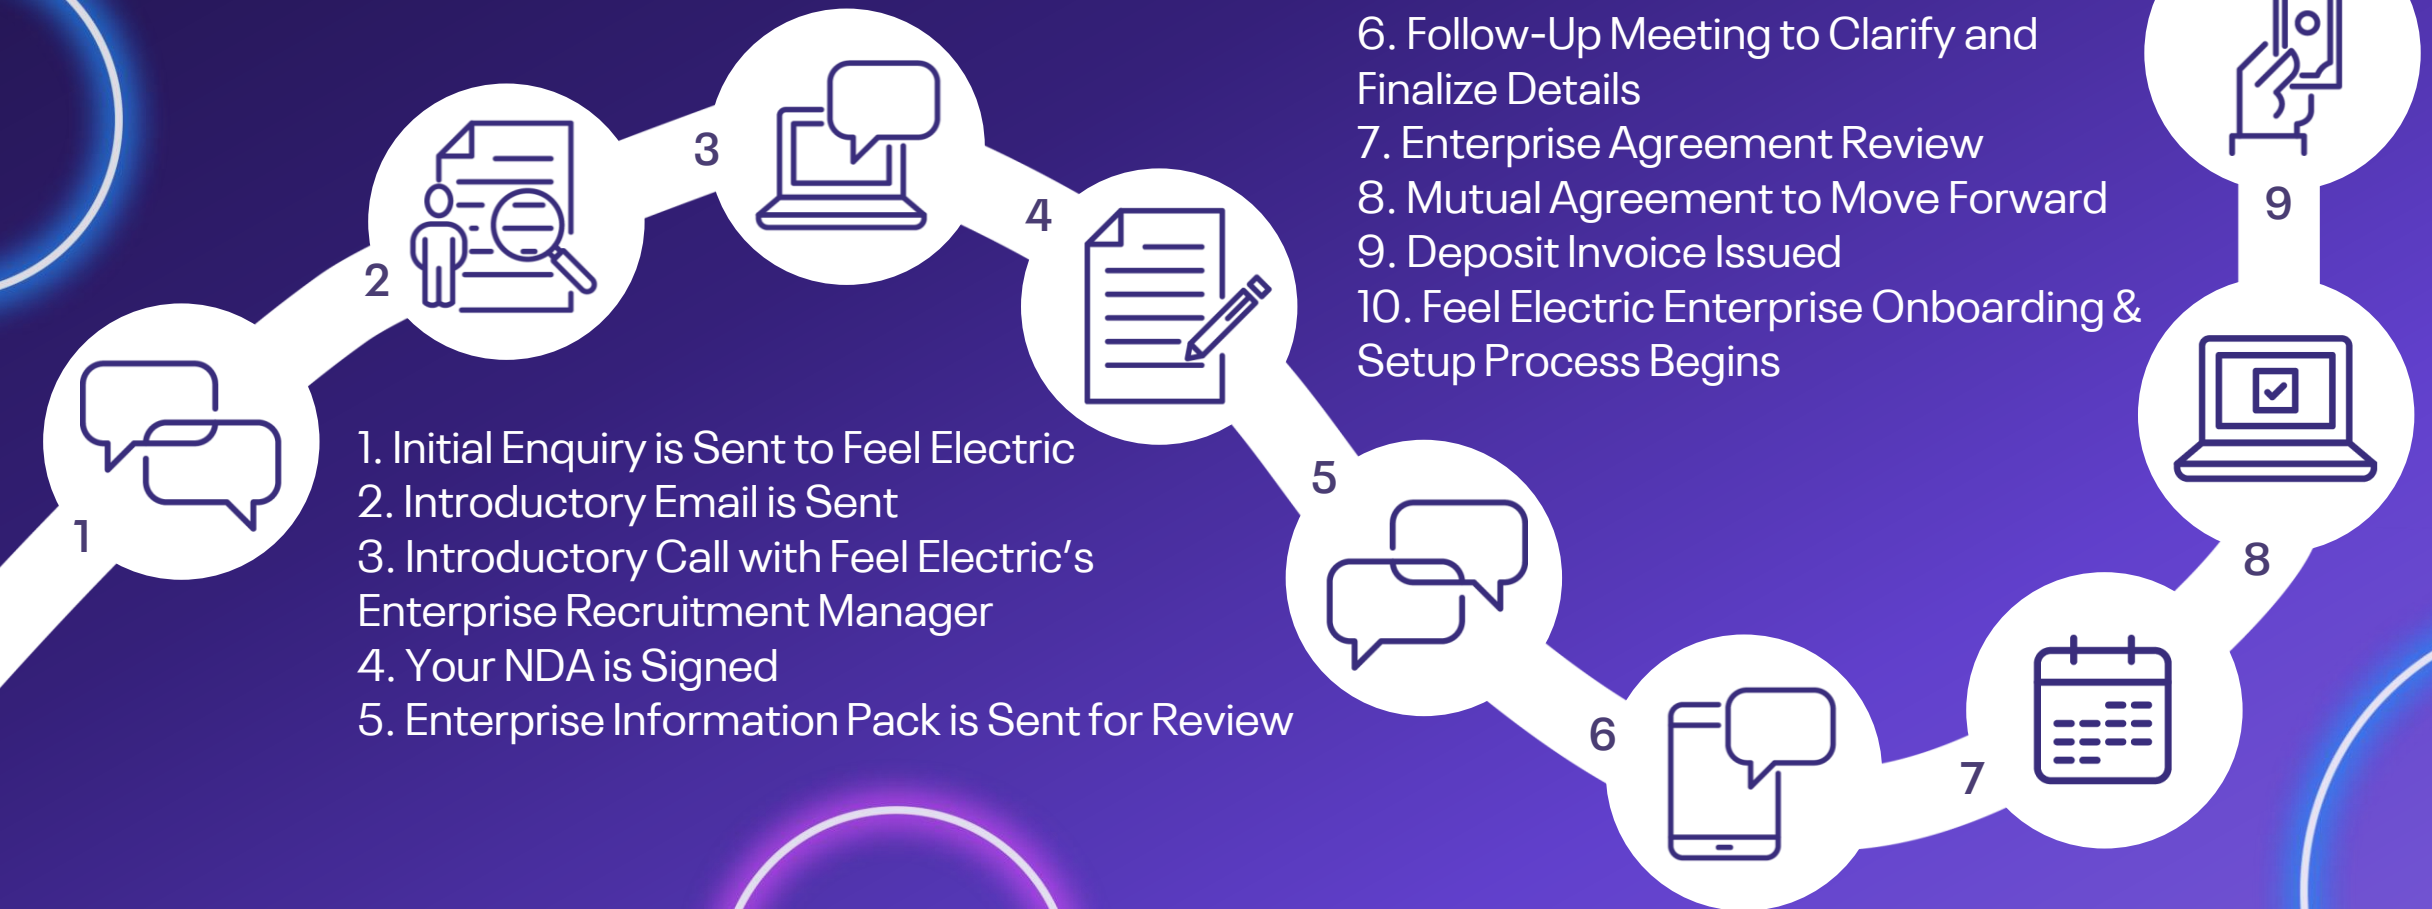 1. Initial Enquiry is Sent to Feel Electric
2. Introductory Email is Sent
3. Introductory Call with Feel Electric's
Enterprise Recruitment Manager
4. Your NDA is Signed
5. Enterprise Information Pack is Sent for Review
6. Follow-Up Meeting to Clarify and
Finalize Details
7. Enterprise Agreement Review
8. Mutual Agreement to Move Forward
9. Deposit Invoice Issued
10. Feel Electric Enterprise Onboarding &
Setup Process Begins
1
2
3
4
5
6
7
8
9